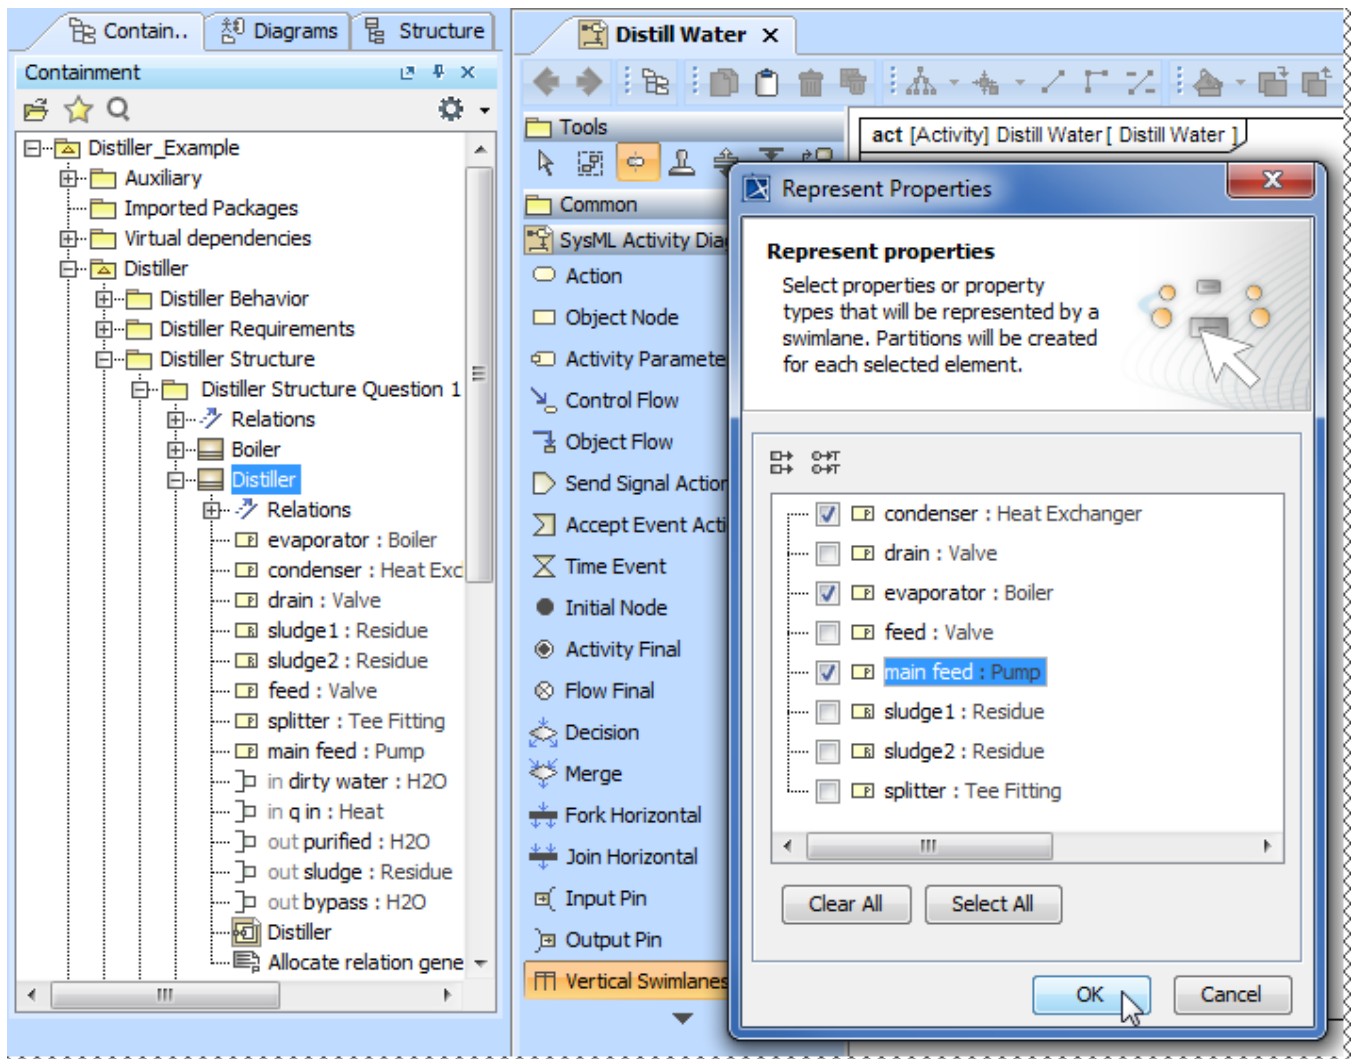 Contain..
Diagrams
Structure
Containment
Distiller_Example
Auxiliary
Imported Packages
Virtual dependencies
Distiller
Distiller Behavior
Distiller Requirements
Distiller Structure
Distiller Structure Question 1
Relations
Boiler
Distiller
Relations
evaporator : Boiler
condenser : Heat Exc
drain : Valve
sludge1 : Residue
sludge2 : Residue
feed : Valve
splitter : Tee Fitting
main feed : Pump
in dirty water : H2O
in q in : Heat
out purified : H2O
out sludge : Residue
out bypass : H2O
Distiller
Allocate relation gene
Distill Water
Tools
Common
SysML Activity Dia
Action
Object Node
Activity Paramete
Control Flow
Object Flow
Send Signal Action
Accept Event Acti
Time Event
Initial Node
Activity Final
Flow Final
Decision
Merge
Fork Horizontal
Join Horizontal
Input Pin
Output Pin
Vertical Swimlanes
act [Activity] Distill Water [ Distill Water ]
Represent Properties
Represent properties
Select properties or property
types that will be represented by a
swimlane. Partitions will be created
for each selected element.
condenser : Heat Exchanger
drain : Valve
evaporator : Boiler
feed : Valve
main feed : Pump
sludge1 : Residue
sludge2 : Residue
splitter : Tee Fitting
Clear All
Select All
OK
Cancel